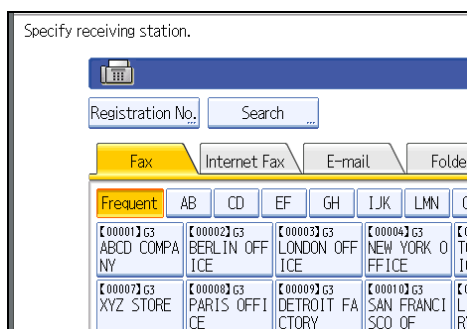 Specify receiving station.
Registration No. Search
Fax Internet Fax E-mail Folde
Frequent AB CD EF GH IJK LMN
【00001】G3 【00002】G3 【00003】G3 【00004】G3
ABCD COMPA BERLIN OFF LONDON OFF NEW YORK O
NY ICE ICE FFICE
【00007】G3 【00008】G3 【00009】G3 【00010】G3
XYZ STORE PARIS OFFI DETROIT FA SAN FRANCI
CE CTORY SCO OF